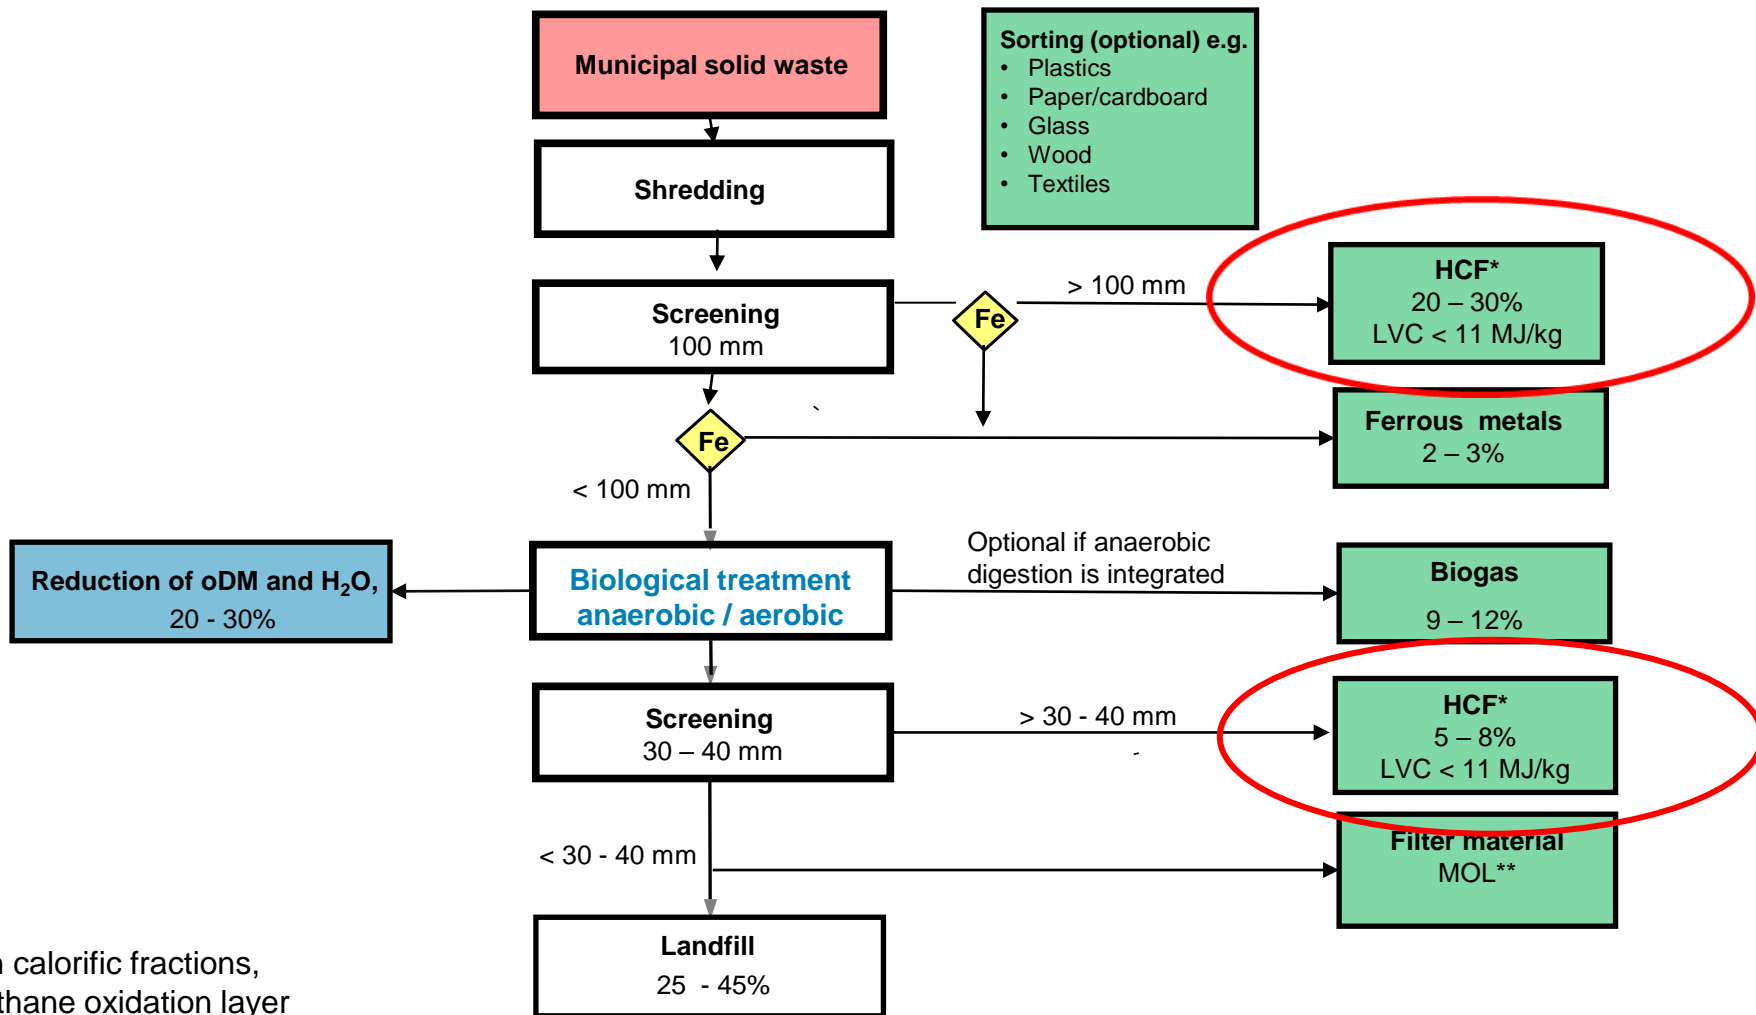 Municipal solid waste
Sorting (optional) e.g.
• Plastics
• Paper/cardboard
• Glass
• Wood
• Textiles
Shredding
Screening
100 mm
Fe
> 100 mm
HCF*
20 – 30%
LVC < 11 MJ/kg
Fe
Ferrous metals
2 – 3%
< 100 mm
Reduction of oDM and H₂O,
20 - 30%
Biological treatment
anaerobic / aerobic
Optional if anaerobic
digestion is integrated
Biogas
9 – 12%
Screening
30 – 40 mm
> 30 - 40 mm
HCF*
5 – 8%
LVC < 11 MJ/kg
< 30 - 40 mm
Filter material
MOL**
Landfill
25 - 45%
calorific fractions,
thane oxidation layer